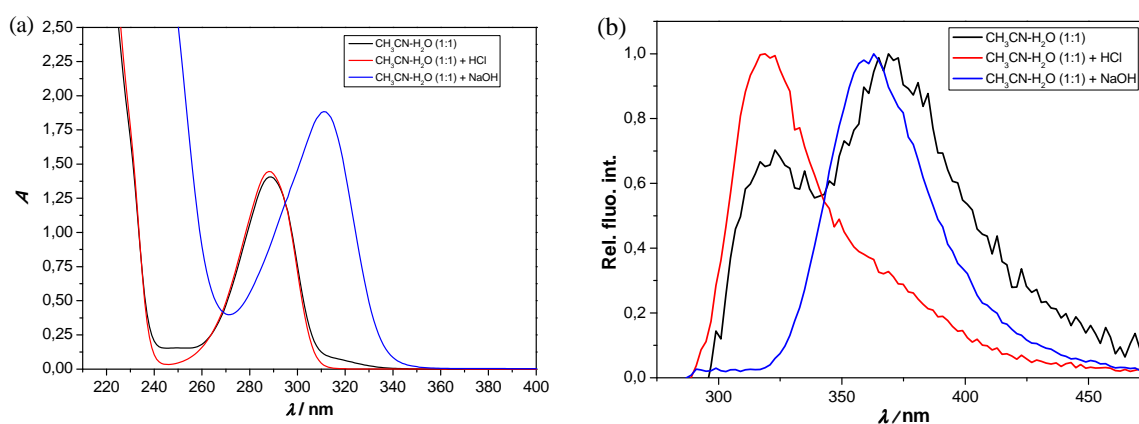 (a)
2,50
2,25
2,00
1,75
1,50
1,25
1,00
0,75
0,50
0,25
0,00
A
220 240 260 280 300 320 340 360 380 400
λ / nm
CH₃CN-H₂O (1:1)
CH₃CN-H₂O (1:1) + HCl
CH₃CN-H₂O (1:1) + NaOH
(b)
1,0
0,8
0,6
0,4
0,2
0,0
Rel. fluo. int.
300 350 400 450
λ / nm
CH₃CN-H₂O (1:1)
CH₃CN-H₂O (1:1) + HCl
CH₃CN-H₂O (1:1) + NaOH